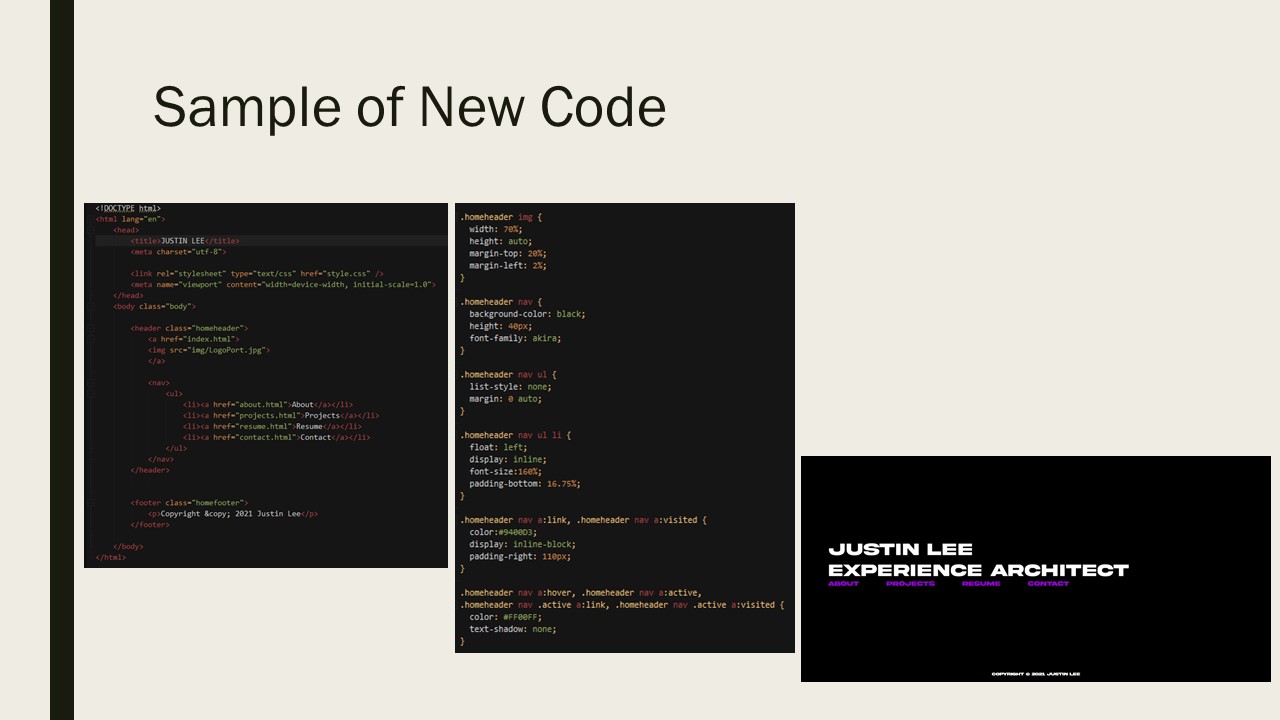 Sample of New Code
<!DOCTYPE html>
<html lang="en">
<head>
<title>JUSTIN LEE</title>
<meta charset="utf-8">
<link rel="stylesheet" type="text/css" href="style.css" />
<meta name="viewport" content="width=device-width, initial-scale=1.0">
</head>
<body class="body">
<header class="homeheader">
<a href="index.html">
<img src="img/LogoPort.jpg">
</a>
<nav>
<ul>
<li><a href="about.html">About</a></li>
<li><a href="projects.html">Projects</a></li>
<li><a href="resume.html">Resume</a></li>
<li><a href="contact.html">Contact</a></li>
</ul>
</nav>
</header>
<footer class="homefooter">
<p>Copyright &copy; 2021 Justin Lee</p>
</footer>
</body>
</html>
.homeheader img {
width: 70%;
height: auto;
margin-top: 20%;
margin-left: 2%;
}
.homeheader nav {
background-color: black;
height: 40px;
font-family: akira;
}
.homeheader nav ul {
list-style: none;
margin: 0 auto;
}
.homeheader nav ul li {
float: left;
display: inline;
font-size:160%;
padding-bottom: 16.75%;
}
.homeheader nav a:link, .homeheader nav a:visited {
color:#9400D3;
display: inline-block;
padding-right: 110px;
}
.homeheader nav a:hover, .homeheader nav a:active,
.homeheader nav .active a:link, .homeheader nav .active a:visited {
color: #FF00FF;
text-shadow: none;
}
JUSTIN LEE
EXPERIENCE ARCHITECT
ABOUT PROJECTS RESUME CONTACT
COPYRIGHT © 2021 JUSTIN LEE